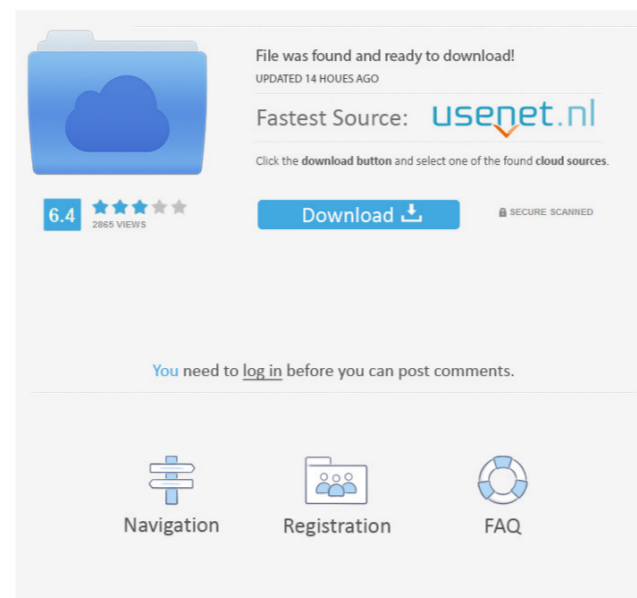 File was found and ready to download!
UPDATED 14 HOUES AGO
Fastest Source: usenet.nl
Click the download button and select one of the found cloud sources.
6.4
2865 VIEWS
Download
SECURE SCANNED
You need to log in before you can post comments.
Navigation
Registration
FAQ